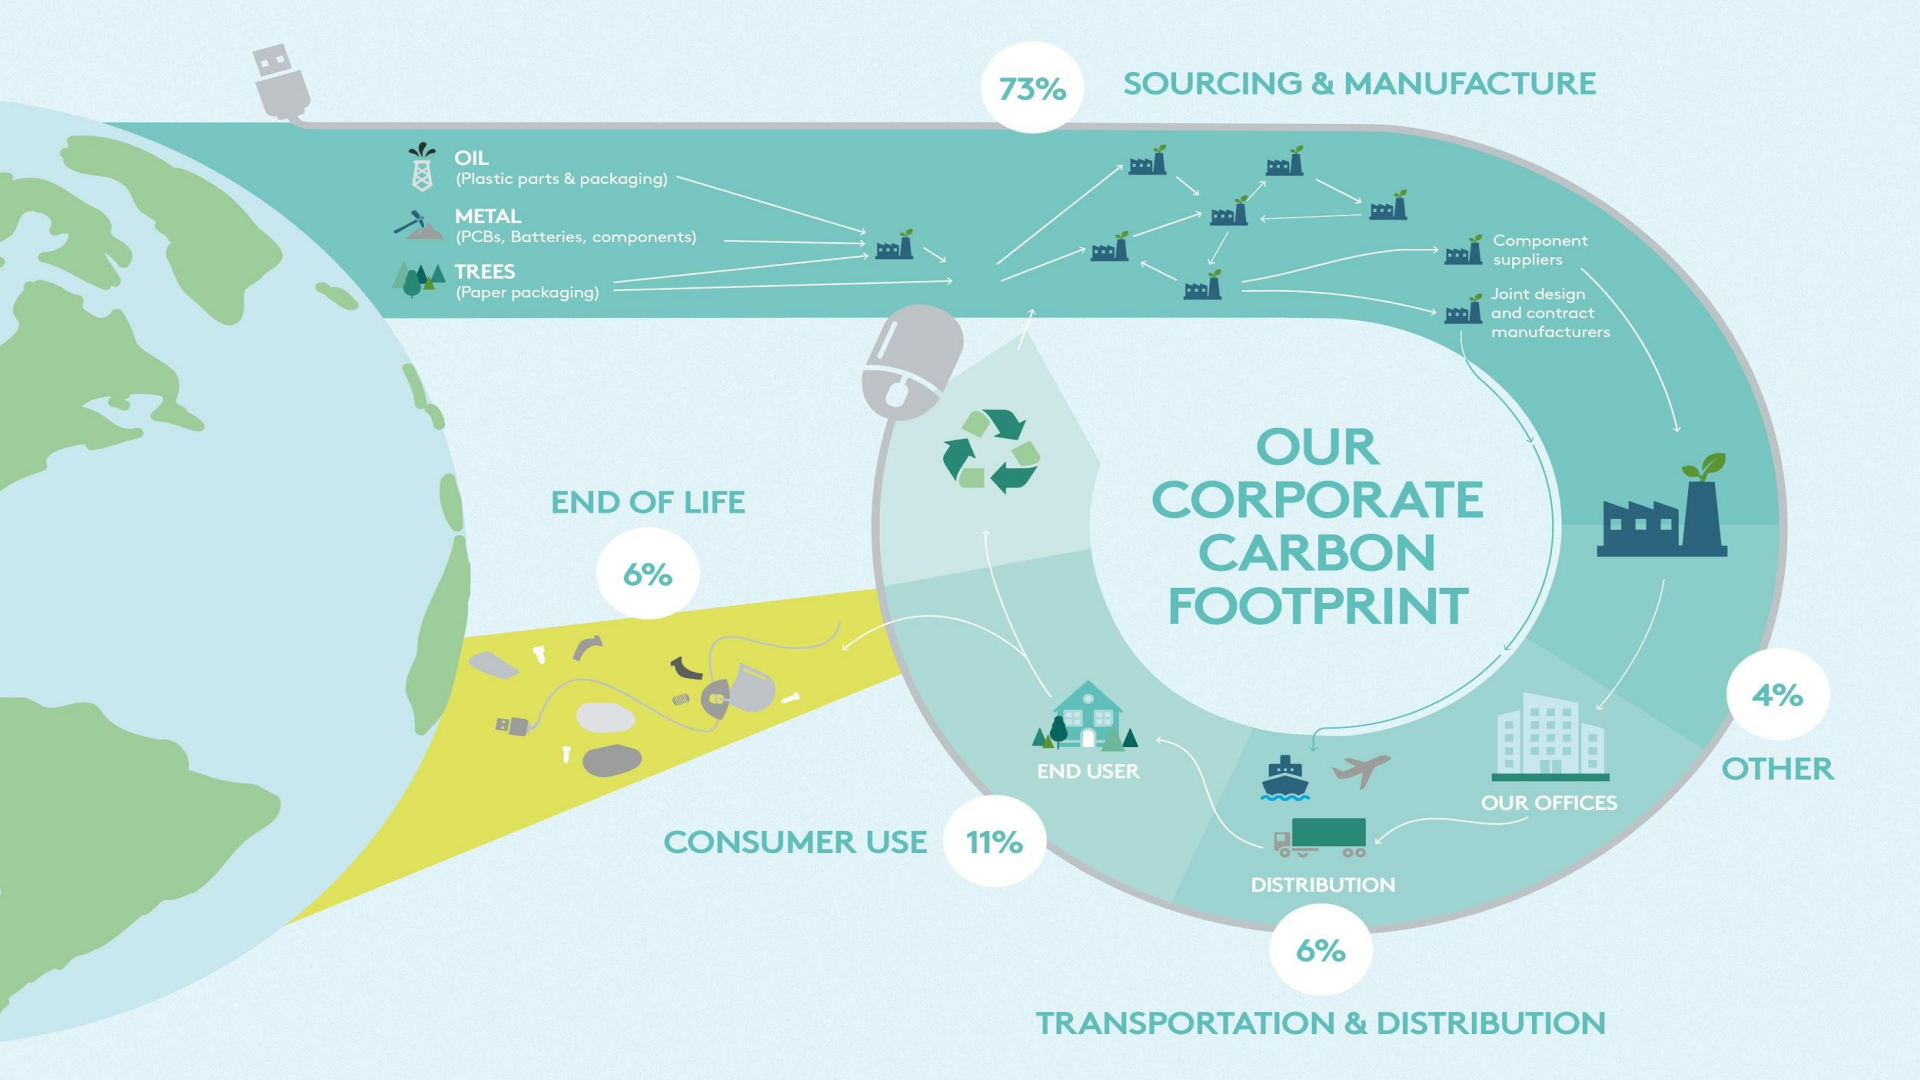 73%
SOURCING & MANUFACTURE
OIL
(Plastic parts & packaging)
METAL
(PCBs, Batteries, components)
TREES
(Paper packaging)
Component
suppliers
Joint design
and contract
manufacturers
OUR
CORPORATE
CARBON
FOOTPRINT
END OF LIFE
6%
4%
OTHER
END USER
OUR OFFICES
CONSUMER USE
11%
DISTRIBUTION
6%
TRANSPORTATION & DISTRIBUTION